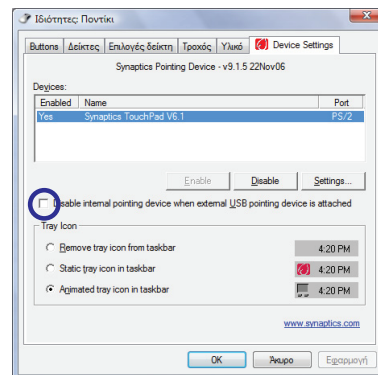 Ιδιότητες: Ποντίκι
Buttons Δείκτες Επιλογές δείκτη Τροχός Υλικό Device Settings
Synaptics Pointing Device - v9.1.5 22Nov06
Devices:
Enabled Name Port
Yes Synaptics TouchPad V6.1 PS/2
Enable Disable Settings...
Disable internal pointing device when external USB pointing device is attached
Tray Icon
Remove tray icon from taskbar 4:20 PM
Static tray icon in taskbar 4:20 PM
Animated tray icon in taskbar 4:20 PM
www.synaptics.com
OK Άκυρο Εφαρμογή